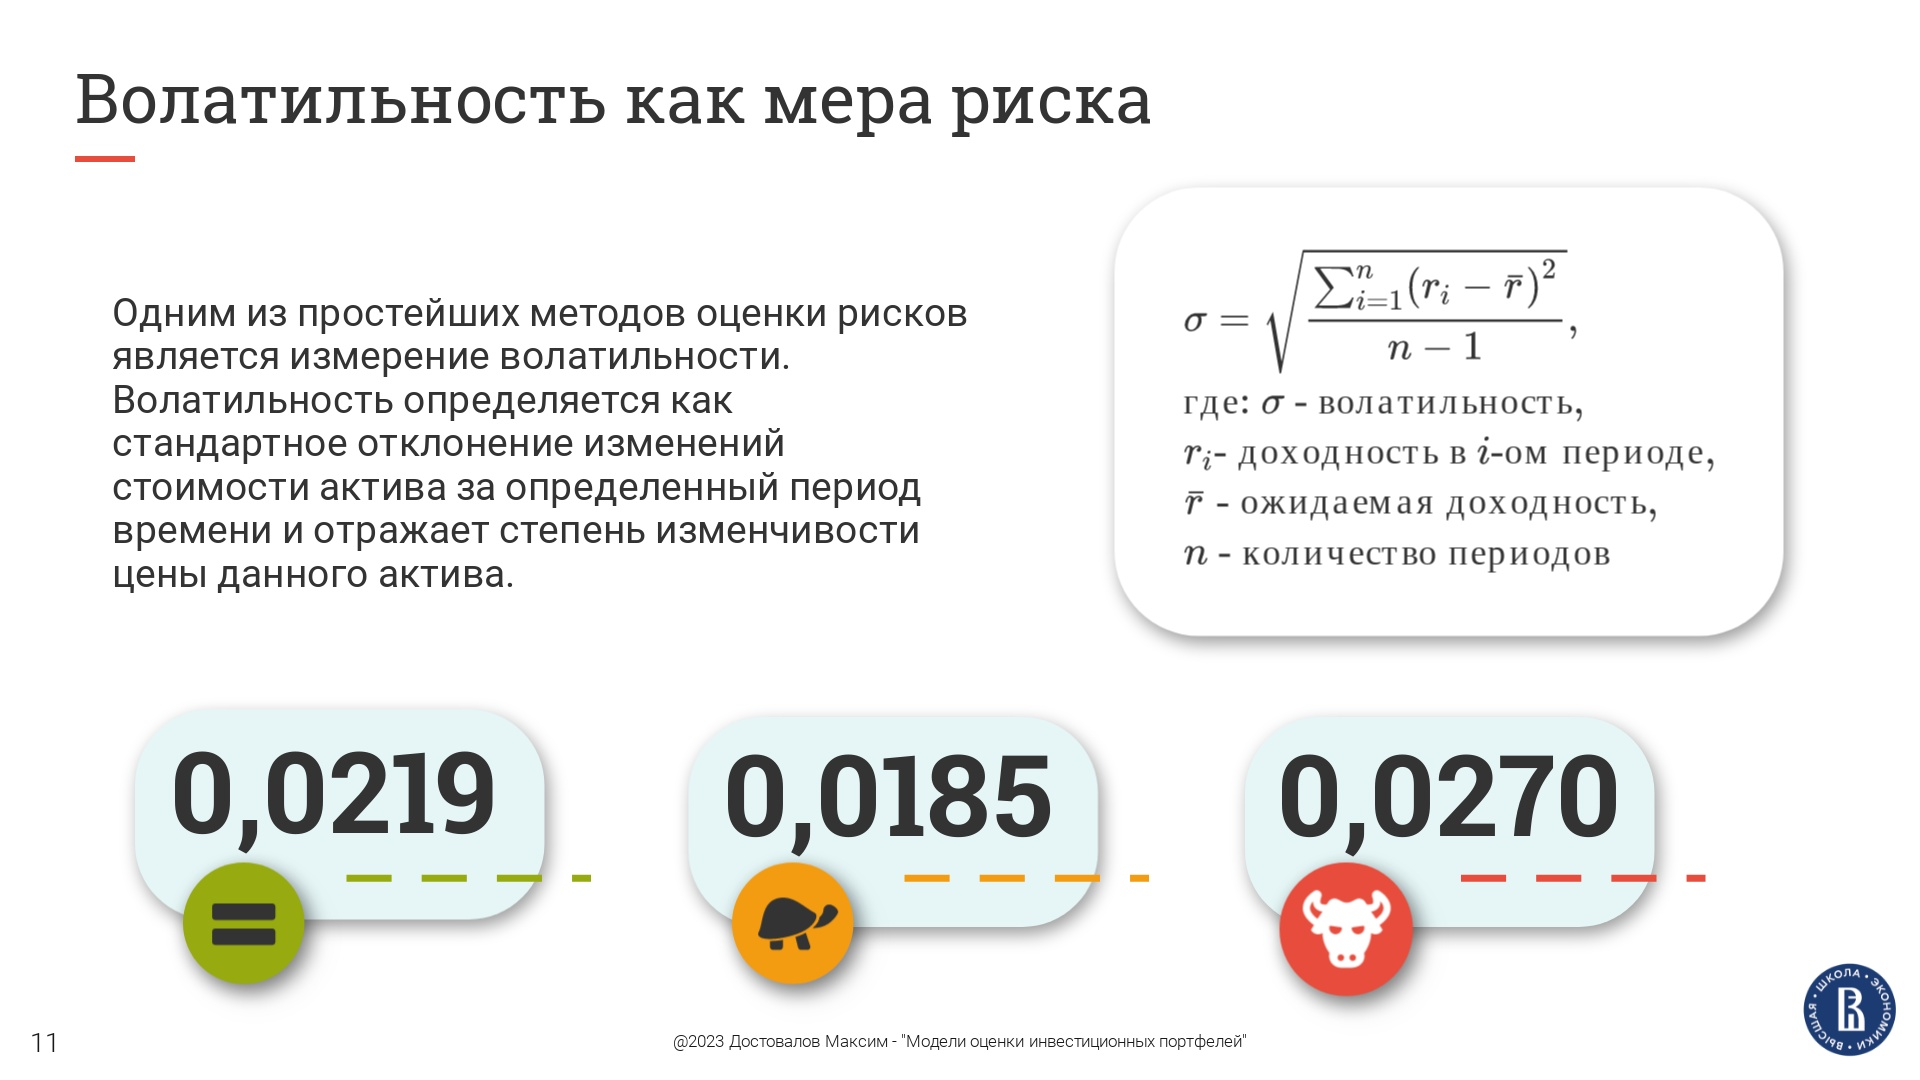 Волатильность как мера риска
Одним из простейших методов оценки рисков
является измерение волатильности.
Волатильность определяется как
стандартное отклонение изменений
стоимости актива за определенный период
времени и отражает степень изменчивости
цены данного актива.
σ = √(∑ⁿᵢ₌₁(rᵢ − r̄)² / (n − 1)),
где: σ - волатильность,
rᵢ- доходность в i-ом периоде,
r̄ - ожидаемая доходность,
n - количество периодов
0,0219
0,0185
0,0270
11
@2023 Достовалов Максим - "Модели оценки инвестиционных портфелей"
ВЫСШАЯ • ШКОЛА • ЭКОНОМИКИ •